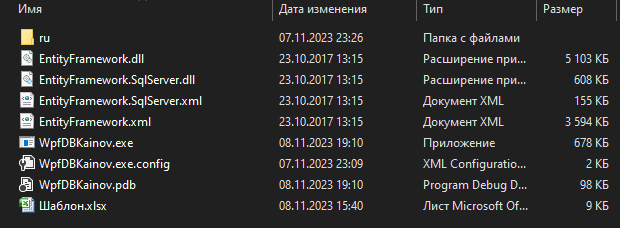 Имя Дата изменения Тип Размер
ru 07.11.2023 23:26 Папка с файлами
EntityFramework.dll 23.10.2017 13:15 Расширение при... 5 103 КБ
EntityFramework.SqlServer.dll 23.10.2017 13:15 Расширение при... 608 КБ
EntityFramework.SqlServer.xml 23.10.2017 13:15 Документ XML 155 КБ
EntityFramework.xml 23.10.2017 13:15 Документ XML 3 594 КБ
WpfDBKainov.exe 08.11.2023 19:10 Приложение 678 КБ
WpfDBKainov.exe.config 07.11.2023 23:09 XML Configuratio... 2 КБ
WpfDBKainov.pdb 08.11.2023 19:10 Program Debug D... 98 КБ
Шаблон.xlsx 08.11.2023 15:40 Лист Microsoft Of... 9 КБ